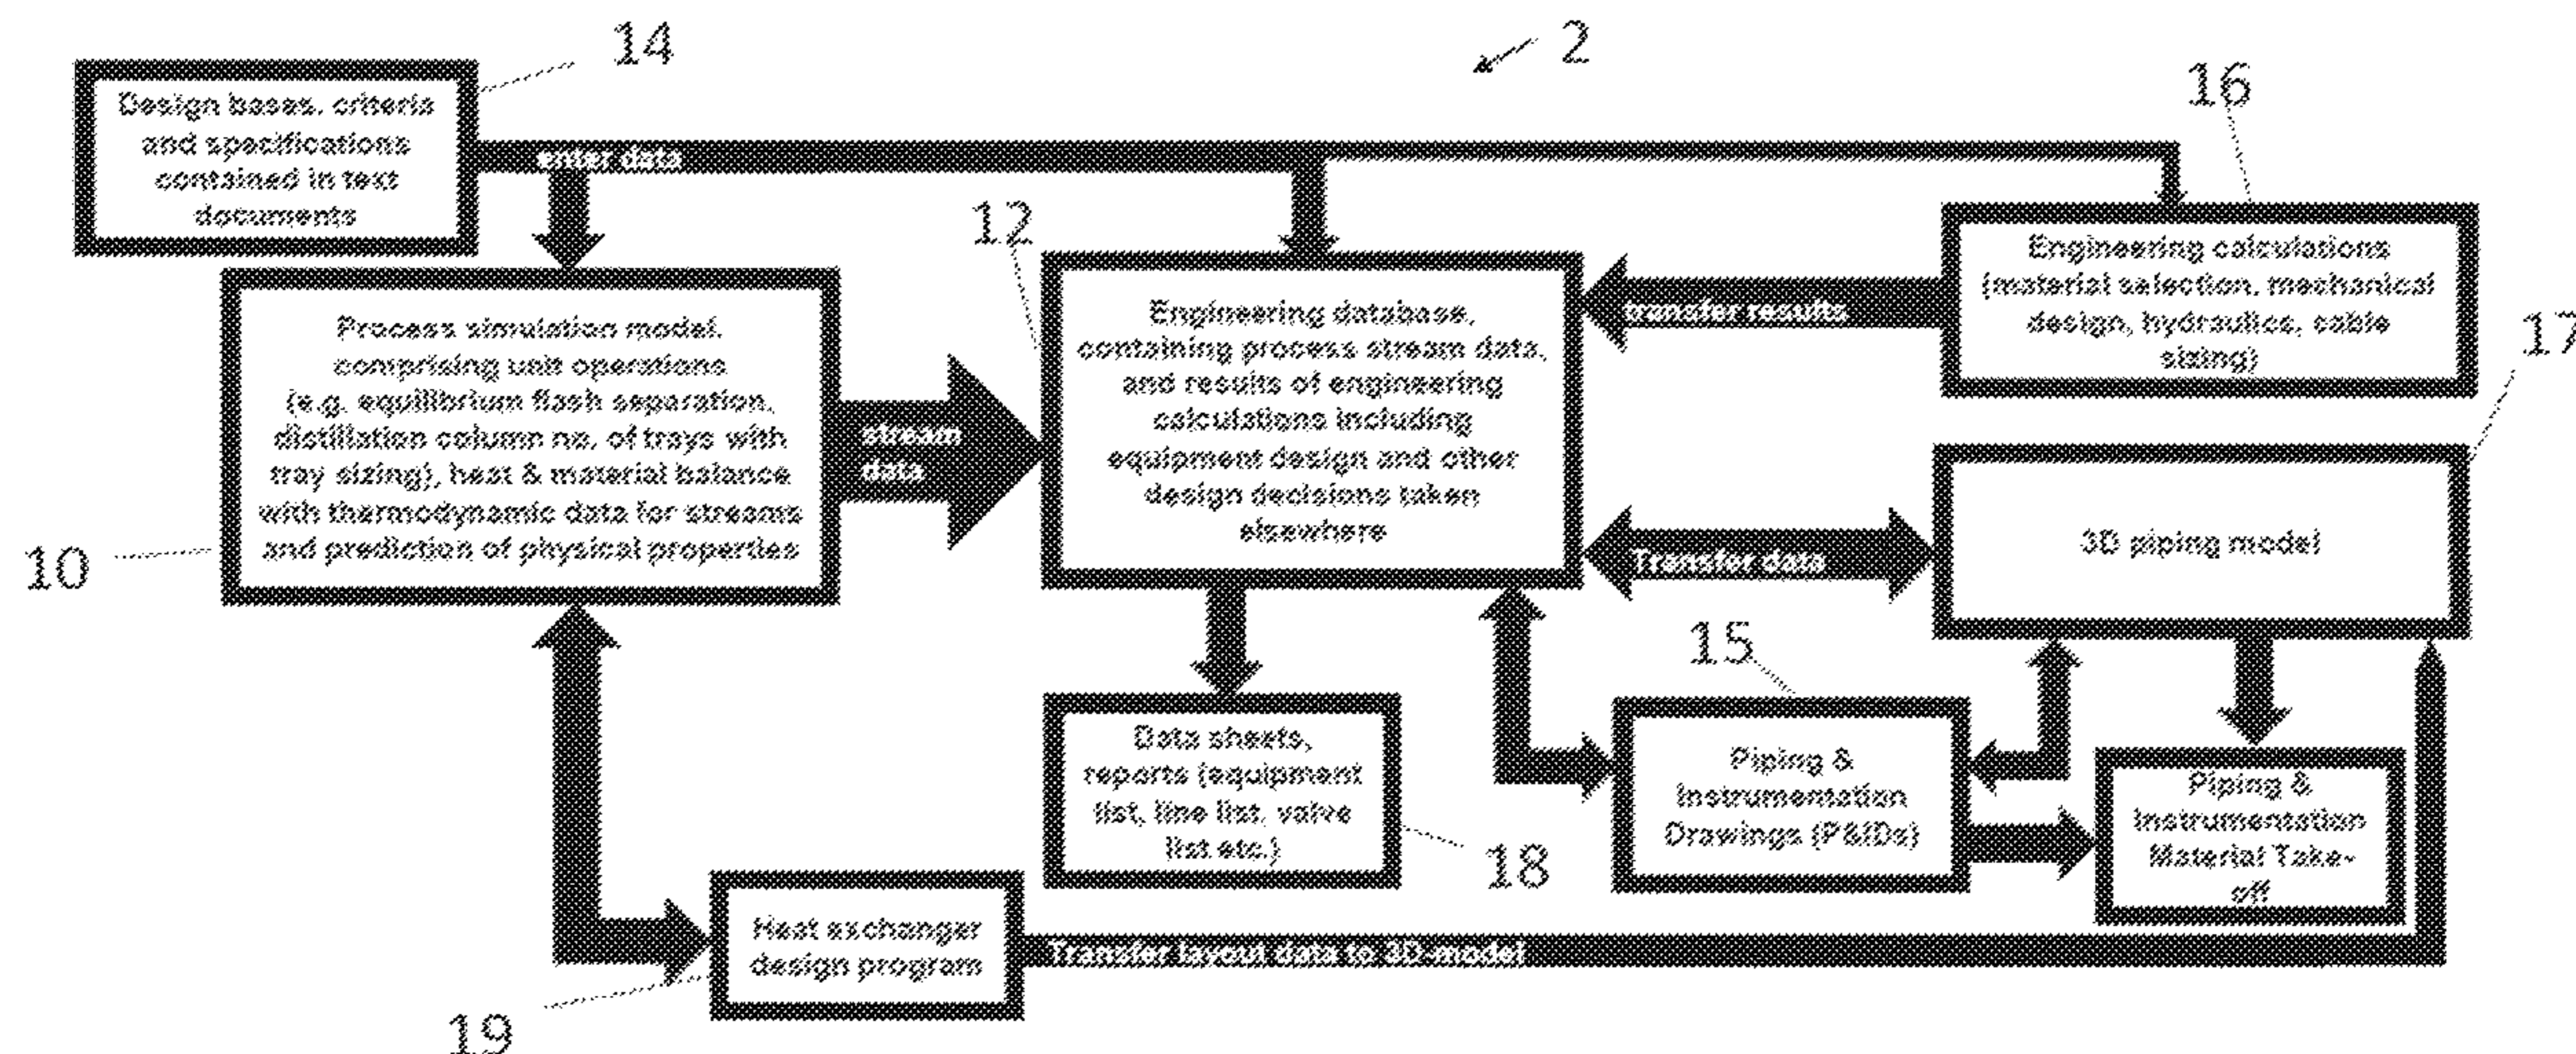 14
2
16
Design bases, criteria
and specifications
contained in text
documents
enter data
12
Engineering calculations
(material selection, mechanical
design, hydraulics, cable
sizing)
17
Process simulation model,
comprising unit operations
(e.g. equilibrium flash separation,
distillation column no. of trays with
tray sizing), heat & material balance
with thermodynamic data for streams
and prediction of physical properties
10
stream
data
Engineering database,
containing process stream data,
and results of engineering
calculations including
equipment design and other
design decisions taken
elsewhere
transfer results
Transfer data
3D piping model
15
Data sheets,
reports (equipment
list, line list, valve
list etc.)
18
Piping &
Instrumentation
Drawings (P&IDs)
Piping &
Instrumentation
Material Take-
off
Heat exchanger
design program
Transfer layout data to 3D-model
19